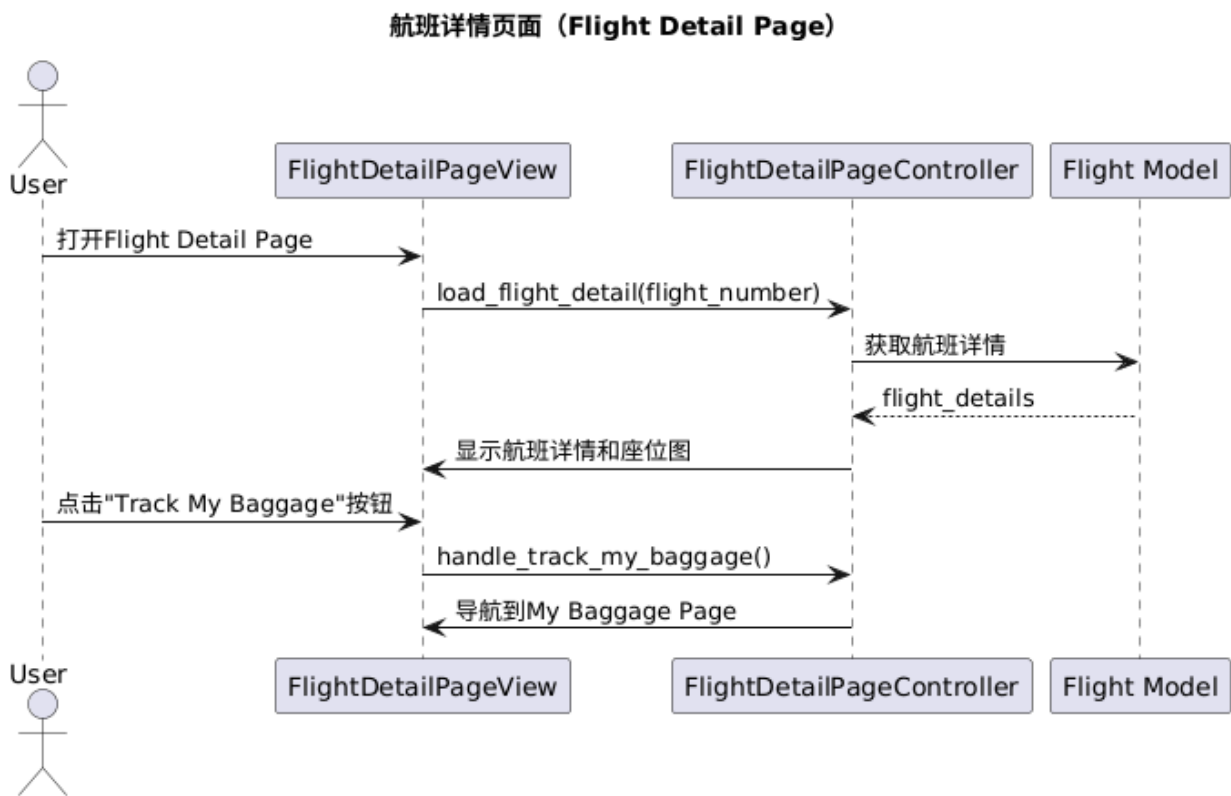 航班详情页面（Flight Detail Page）
User
FlightDetailPageView
FlightDetailPageController
Flight Model
打开Flight Detail Page
load_flight_detail(flight_number)
获取航班详情
flight_details
显示航班详情和座位图
点击"Track My Baggage"按钮
handle_track_my_baggage()
导航到My Baggage Page
User
FlightDetailPageView
FlightDetailPageController
Flight Model